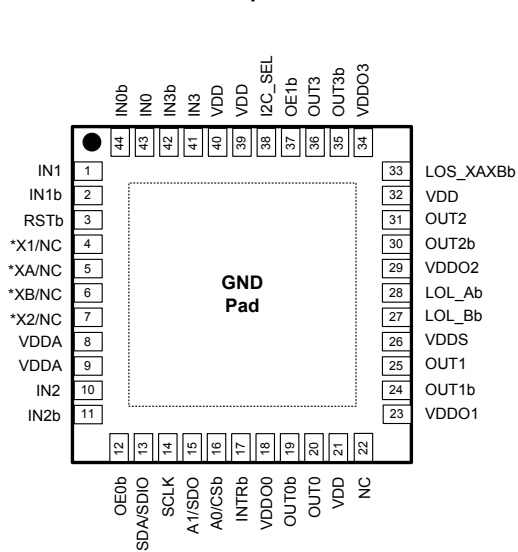 IN0b
IN0
IN3b
IN3
VDD
VDD
I2C_SEL
OE1b
OUT3
OUT3b
VDDO3
44 43 42 41 40 39 38 37 36 35 34
IN1 1
IN1b 2
RSTb 3
*X1/NC 4
*XA/NC 5
*XB/NC 6
*X2/NC 7
VDDA 8
VDDA 9
IN2 10
IN2b 11
GND
Pad
33 LOS_XAXBb
32 VDD
31 OUT2
30 OUT2b
29 VDDO2
28 LOL_Ab
27 LOL_Bb
26 VDDS
25 OUT1
24 OUT1b
23 VDDO1
12 13 14 15 16 17 18 19 20 21 22
OE0b
SDA/SDIO
SCLK
A1/SDO
A0/CSb
INTRb
VDDO0
OUT0b
OUT0
VDD
NC